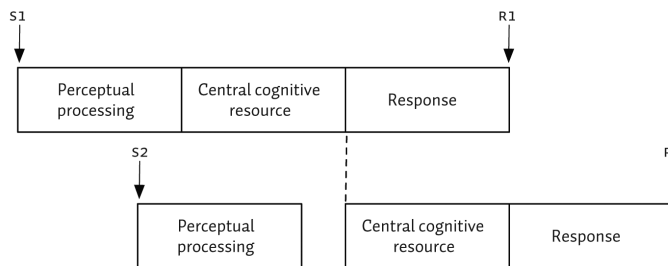 S1
R1
Perceptual
processing
Central cognitive
resource
Response
S2
Perceptual
processing
Central cognitive
resource
Response